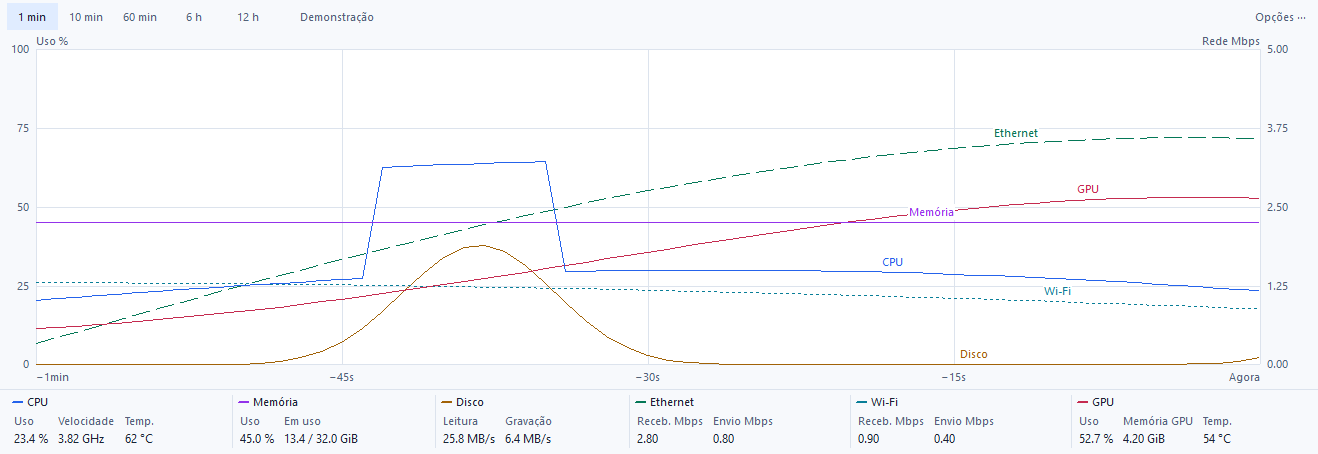 1 min 10 min 60 min 6 h 12 h Demonstração Opções ···
Uso % Rede Mbps
100 5.00
75 3.75
Ethernet
GPU
50 2.50
Memória
CPU
25 1.25
Wi-Fi
Disco
0 0.00
−1min −45s −30s −15s Agora
CPU Memória Disco Ethernet Wi-Fi GPU
Uso Velocidade Temp. Uso Em uso Leitura Gravação Receb. Mbps Envio Mbps Receb. Mbps Envio Mbps Uso Memória GPU Temp.
23.4 % 3.82 GHz 62 °C 45.0 % 13.4 / 32.0 GiB 25.8 MB/s 6.4 MB/s 2.80 0.80 0.90 0.40 52.7 % 4.20 GiB 54 °C